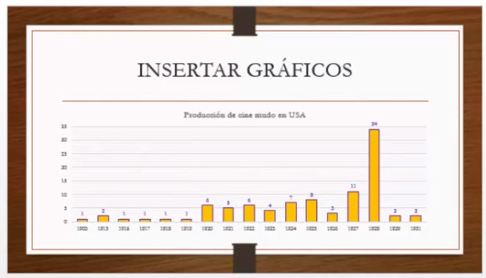 INSERTAR GRÁFICOS
Producción de cine mudo en USA
35
30
25
20
15
10
5
0
1 2 1 1 1 1 6 5 6 4 7 8 3 11 34 2 2
1915 1916 1917 1918 1919 1920 1921 1922 1923 1924 1925 1926 1927 1928 1929 1931